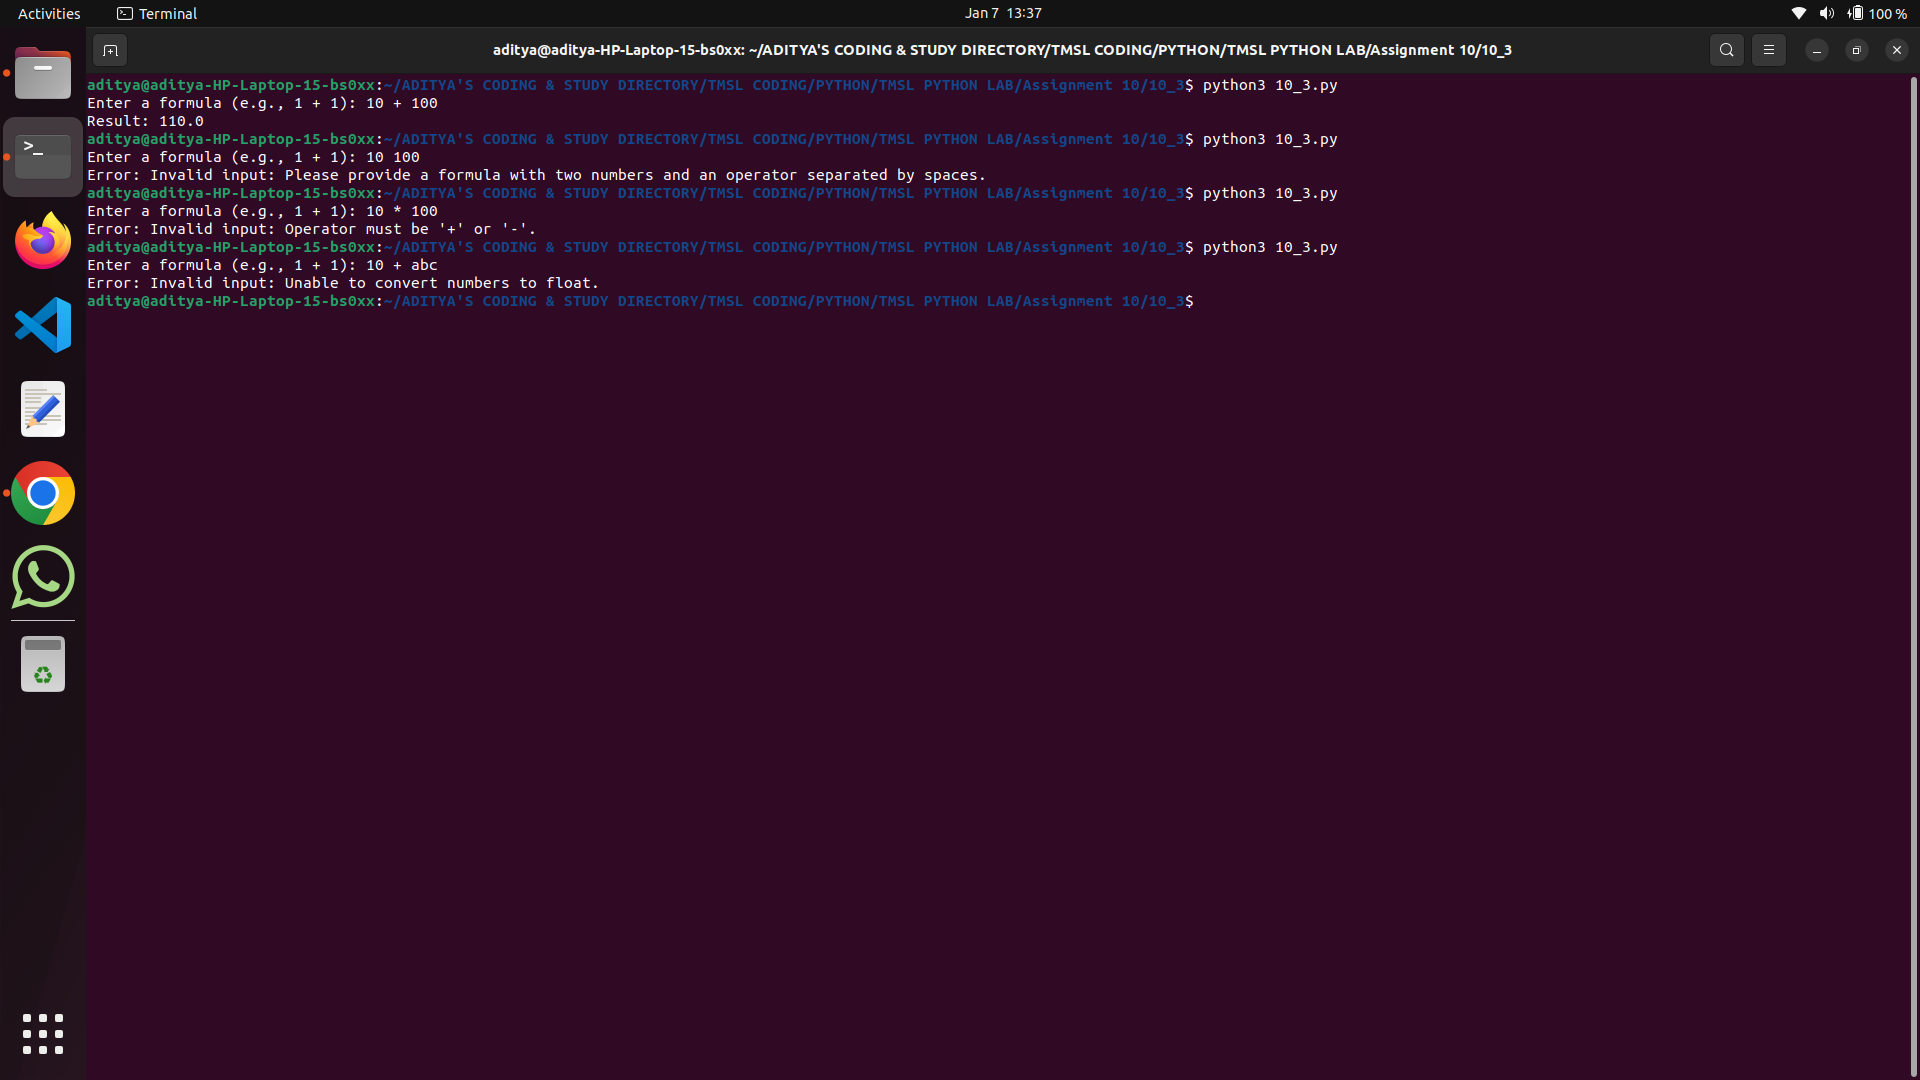 Activities
Terminal
Jan 7 13:37
100 %
aditya@aditya-HP-Laptop-15-bs0xx: ~/ADITYA'S CODING & STUDY DIRECTORY/TMSL CODING/PYTHON/TMSL PYTHON LAB/Assignment 10/10_3
aditya@aditya-HP-Laptop-15-bs0xx:~/ADITYA'S CODING & STUDY DIRECTORY/TMSL CODING/PYTHON/TMSL PYTHON LAB/Assignment 10/10_3$ python3 10_3.py
Enter a formula (e.g., 1 + 1): 10 + 100
Result: 110.0
aditya@aditya-HP-Laptop-15-bs0xx:~/ADITYA'S CODING & STUDY DIRECTORY/TMSL CODING/PYTHON/TMSL PYTHON LAB/Assignment 10/10_3$ python3 10_3.py
Enter a formula (e.g., 1 + 1): 10 100
Error: Invalid input: Please provide a formula with two numbers and an operator separated by spaces.
aditya@aditya-HP-Laptop-15-bs0xx:~/ADITYA'S CODING & STUDY DIRECTORY/TMSL CODING/PYTHON/TMSL PYTHON LAB/Assignment 10/10_3$ python3 10_3.py
Enter a formula (e.g., 1 + 1): 10 * 100
Error: Invalid input: Operator must be '+' or '-'.
aditya@aditya-HP-Laptop-15-bs0xx:~/ADITYA'S CODING & STUDY DIRECTORY/TMSL CODING/PYTHON/TMSL PYTHON LAB/Assignment 10/10_3$ python3 10_3.py
Enter a formula (e.g., 1 + 1): 10 + abc
Error: Invalid input: Unable to convert numbers to float.
aditya@aditya-HP-Laptop-15-bs0xx:~/ADITYA'S CODING & STUDY DIRECTORY/TMSL CODING/PYTHON/TMSL PYTHON LAB/Assignment 10/10_3$